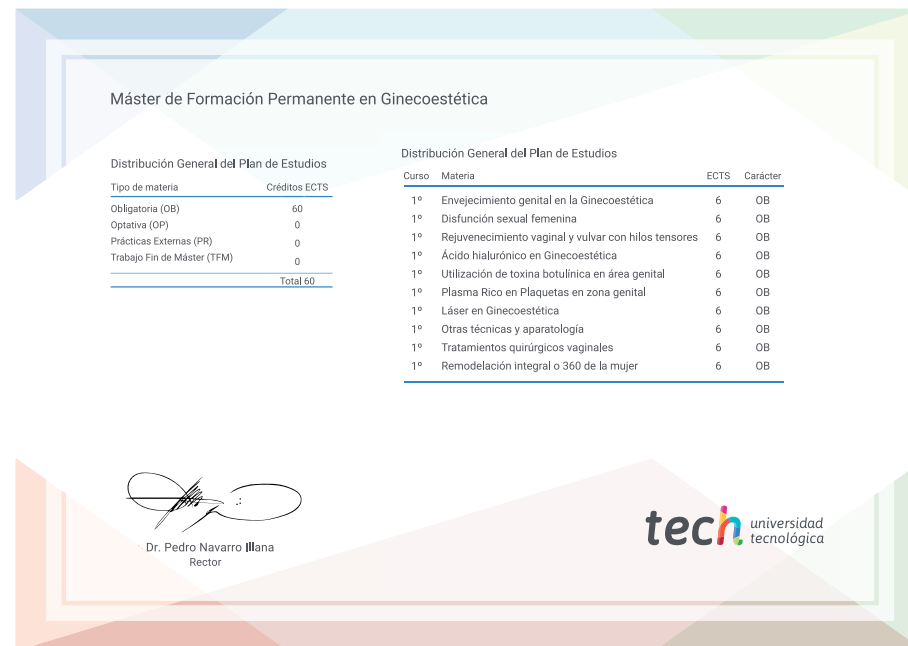 Máster de Formación Permanente en Ginecoestética
Distribución General del Plan de Estudios
Tipo de materia Créditos ECTS
Obligatoria (OB) 60
Optativa (OP) 0
Prácticas Externas (PR) 0
Trabajo Fin de Máster (TFM) 0
Total 60
Distribución General del Plan de Estudios
Curso Materia ECTS Carácter
1º Envejecimiento genital en la Ginecoestética 6 OB
1º Disfunción sexual femenina 6 OB
1º Rejuvenecimiento vaginal y vulvar con hilos tensores 6 OB
1º Ácido hialurónico en Ginecoestética 6 OB
1º Utilización de toxina botulínica en área genital 6 OB
1º Plasma Rico en Plaquetas en zona genital 6 OB
1º Láser en Ginecoestética 6 OB
1º Otras técnicas y aparatología 6 OB
1º Tratamientos quirúrgicos vaginales 6 OB
1º Remodelación integral o 360 de la mujer 6 OB
Dr. Pedro Navarro Illana
Rector
tech universidad
tecnológica